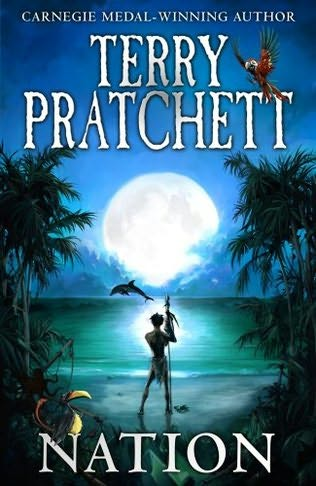 CARNEGIE MEDAL-WINNING AUTHOR
TERRY
PRATCHETT
NATION